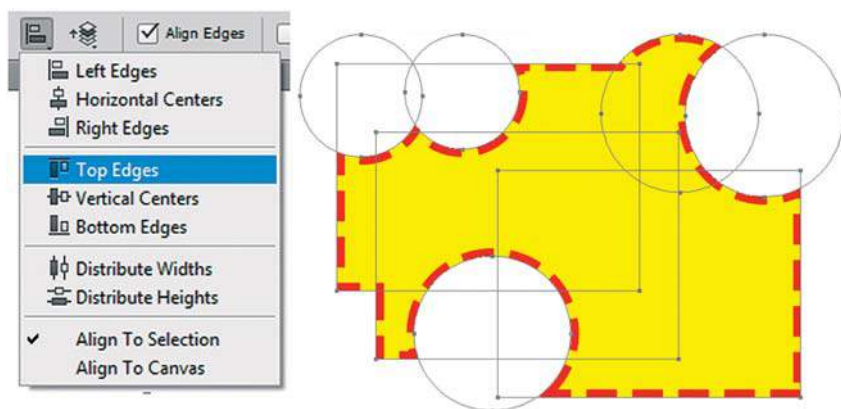 Align Edges
Left Edges
Horizontal Centers
Right Edges
Top Edges
Vertical Centers
Bottom Edges
Distribute Widths
Distribute Heights
Align To Selection
Align To Canvas